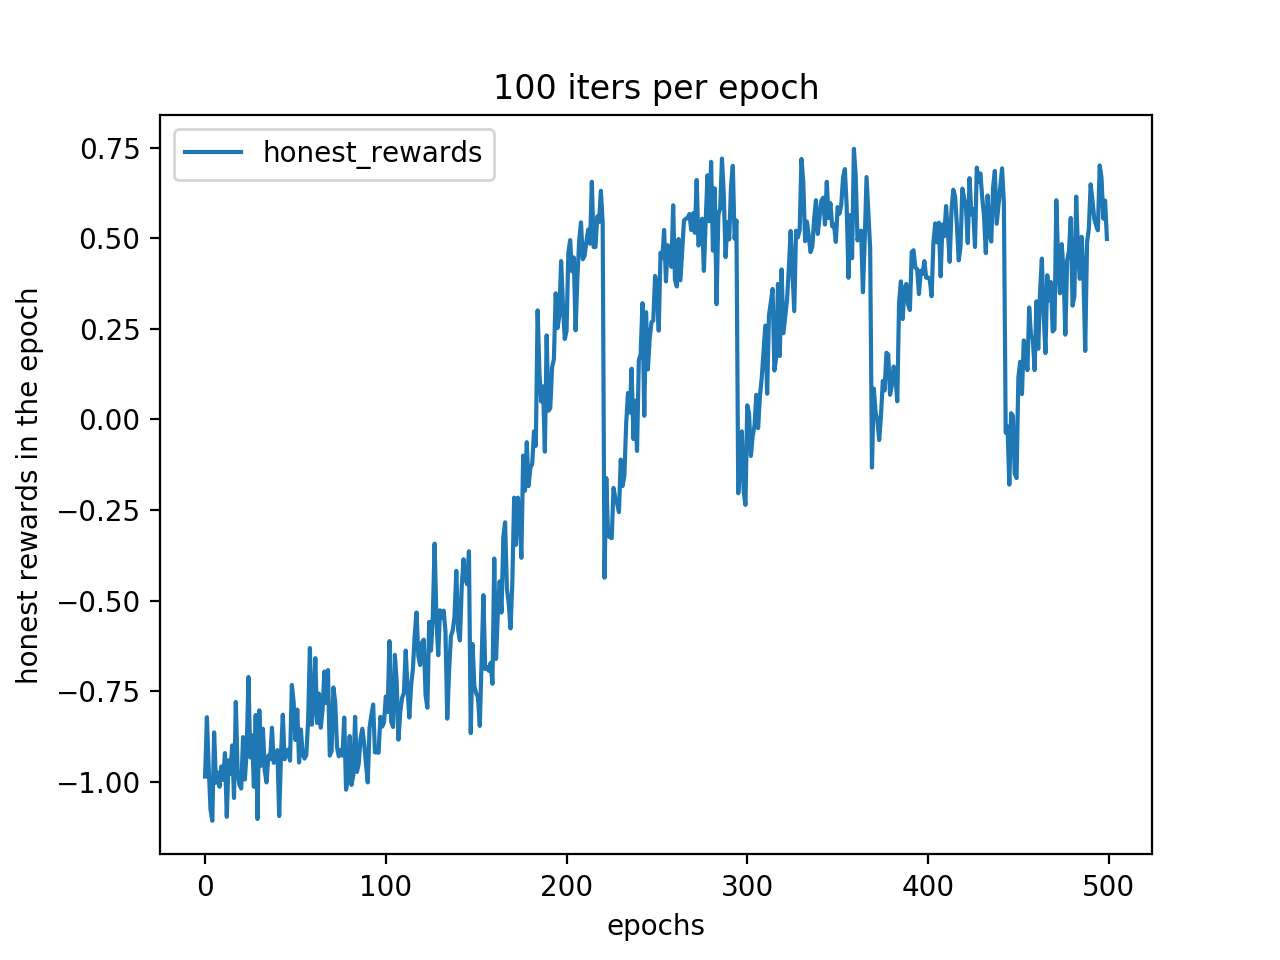 100 iters per epoch
honest_rewards
0.75
0.50
0.25
0.00
−0.25
−0.50
−0.75
−1.00
honest rewards in the epoch
0 100 200 300 400 500
epochs